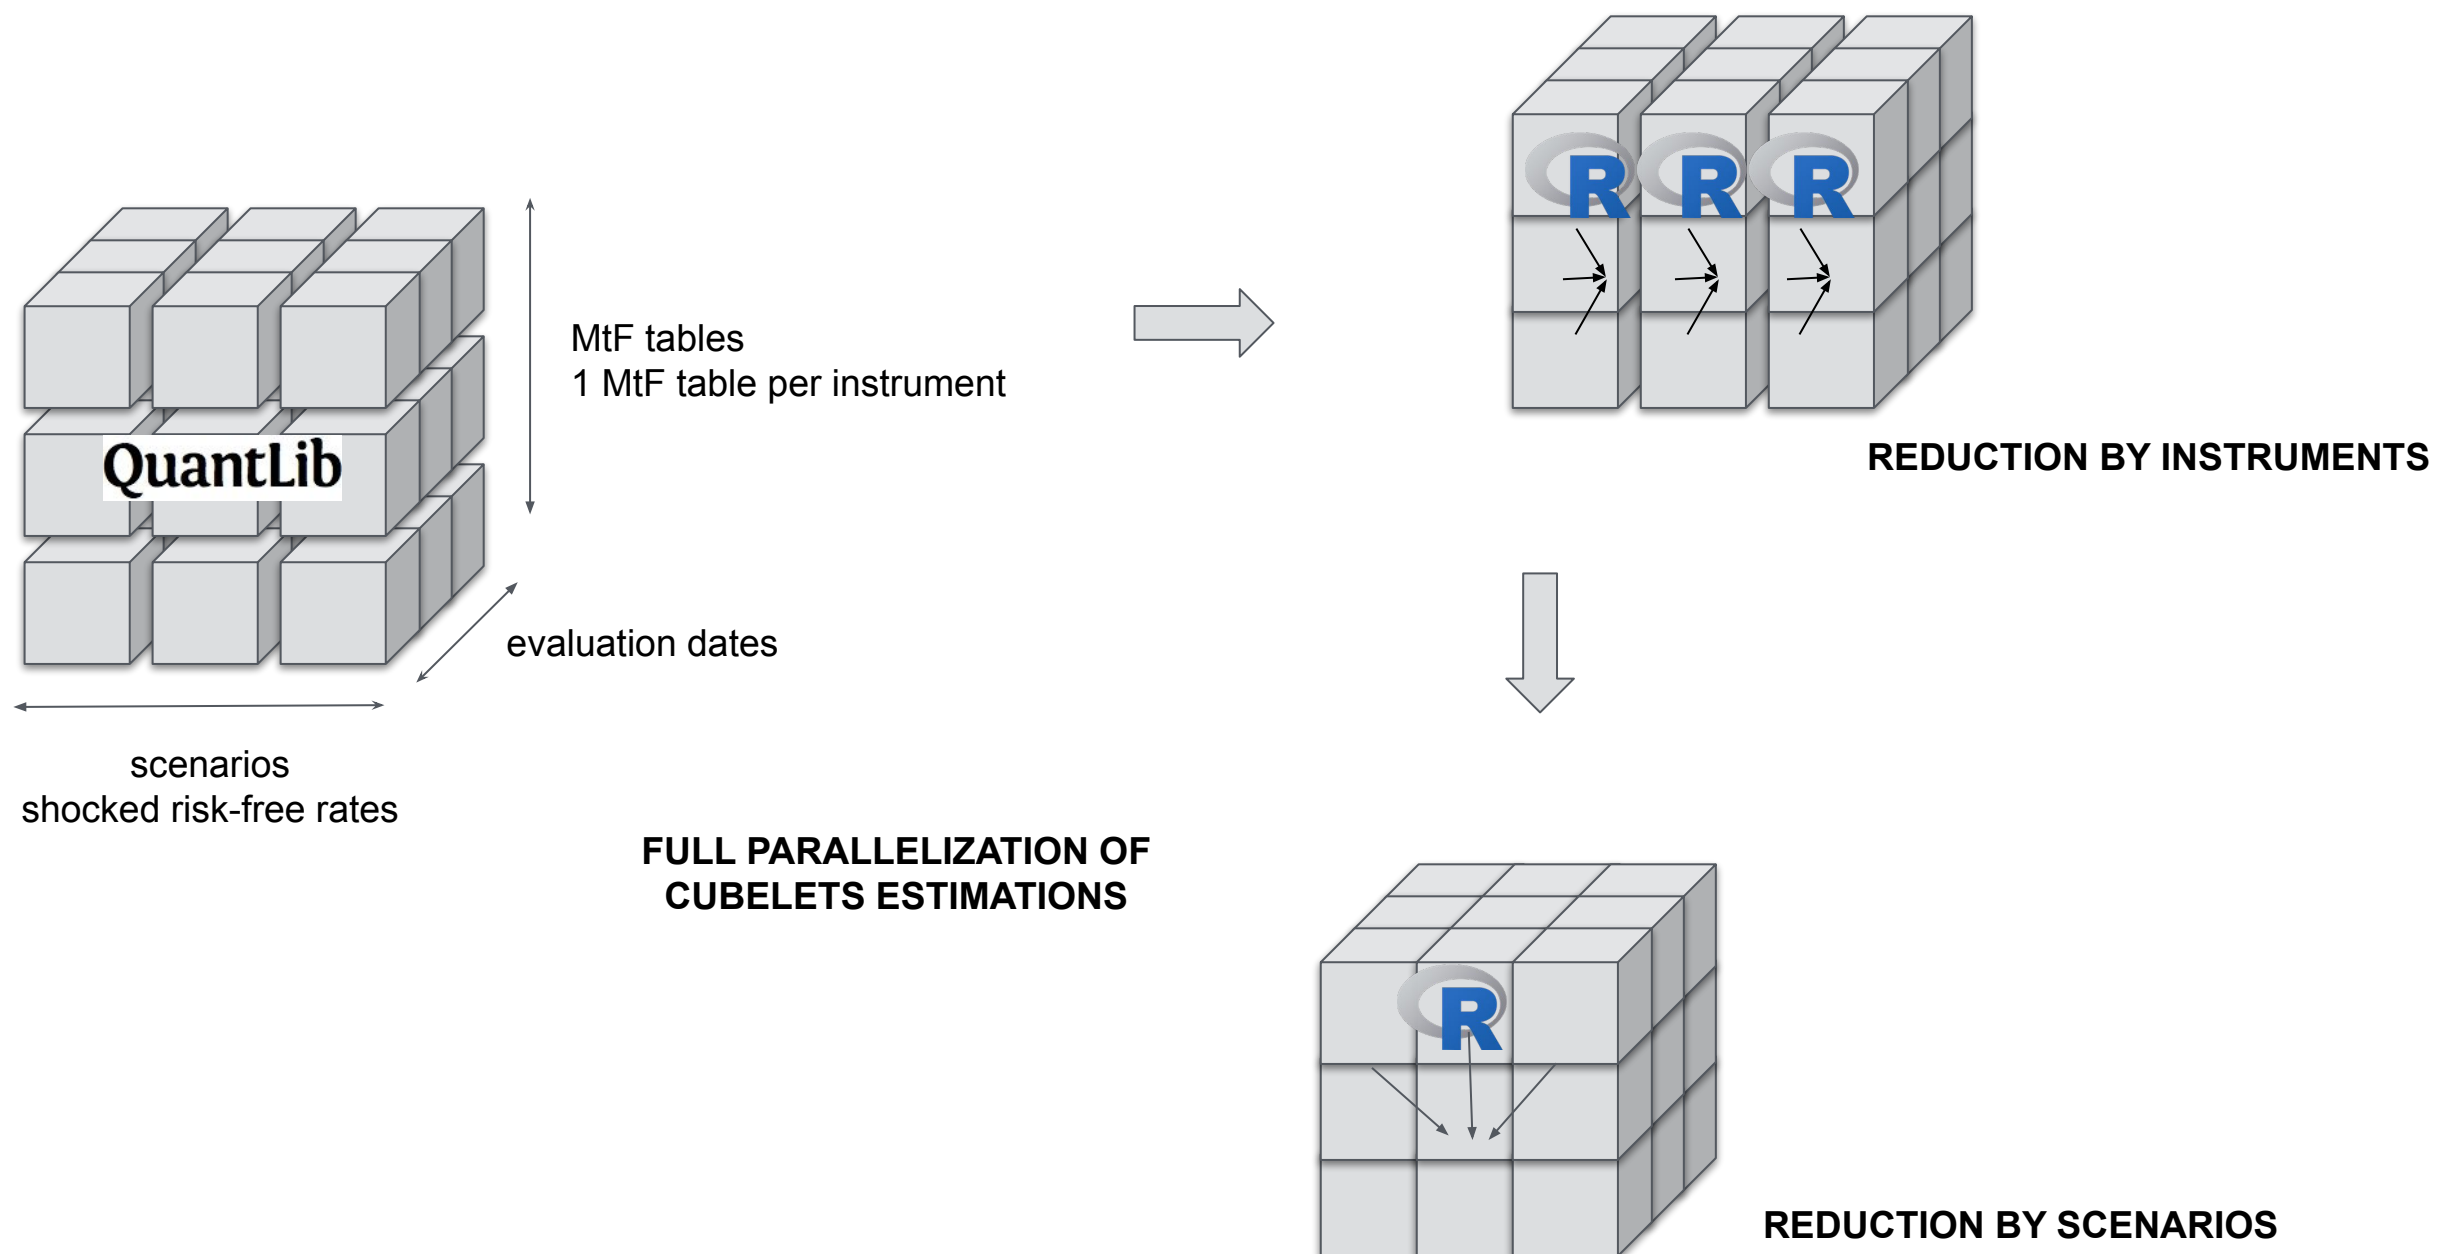 R R R
MtF tables
1 MtF table per instrument
QuantLib
REDUCTION BY INSTRUMENTS
evaluation dates
scenarios
shocked risk-free rates
FULL PARALLELIZATION OF
CUBELETS ESTIMATIONS
R
REDUCTION BY SCENARIOS